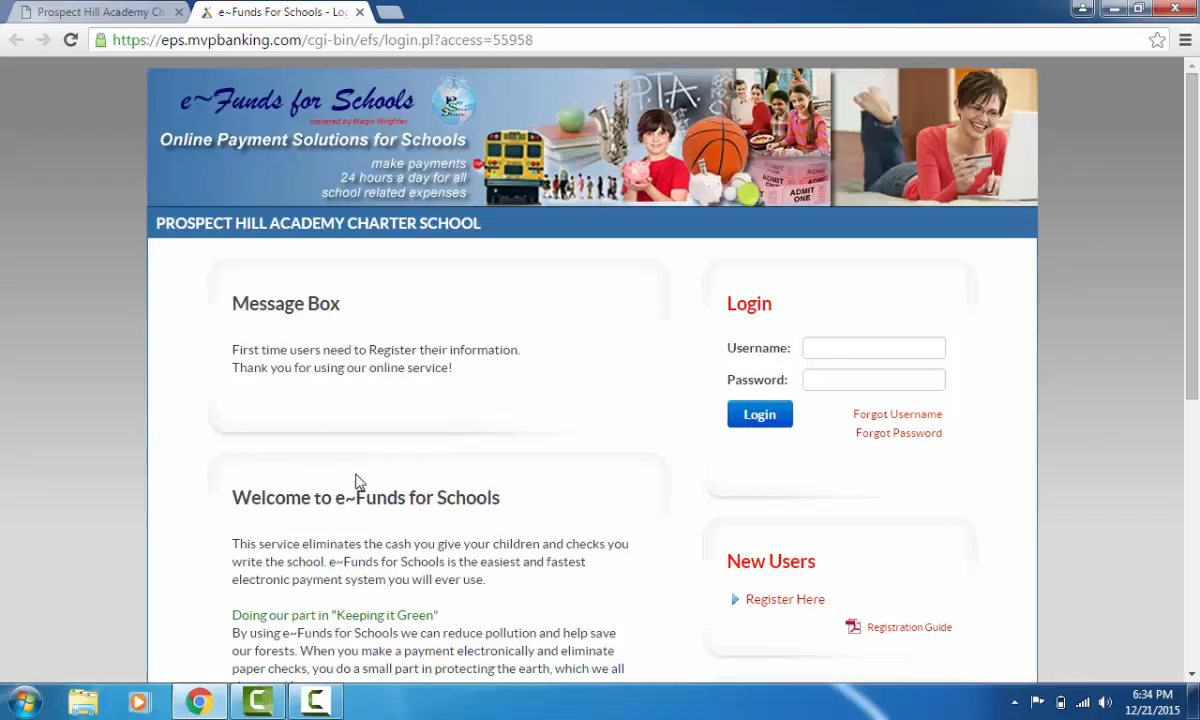 Prospect Hill Academy Ch
e~Funds For Schools - Lo
https://eps.mvpbanking.com/cgi-bin/efs/login.pl?access=55958
e~Funds for Schools
powered by Magic Wrighter
Online Payment Solutions for Schools
make payments
24 hours a day for all
school related expenses
P.T.A.
ADMIT
ADMIT ONE
PROSPECT HILL ACADEMY CHARTER SCHOOL
Message Box
First time users need to Register their information.
Thank you for using our online service!
Login
Username:
Password:
Login
Forgot Username
Forgot Password
Welcome to e~Funds for Schools
This service eliminates the cash you give your children and checks you
write the school. e~Funds for Schools is the easiest and fastest
electronic payment system you will ever use.
Doing our part in "Keeping it Green"
By using e~Funds for Schools we can reduce pollution and help save
our forests. When you make a payment electronically and eliminate
paper checks, you do a small part in protecting the earth, which we all
New Users
Register Here
Registration Guide
6:34 PM
12/21/2015